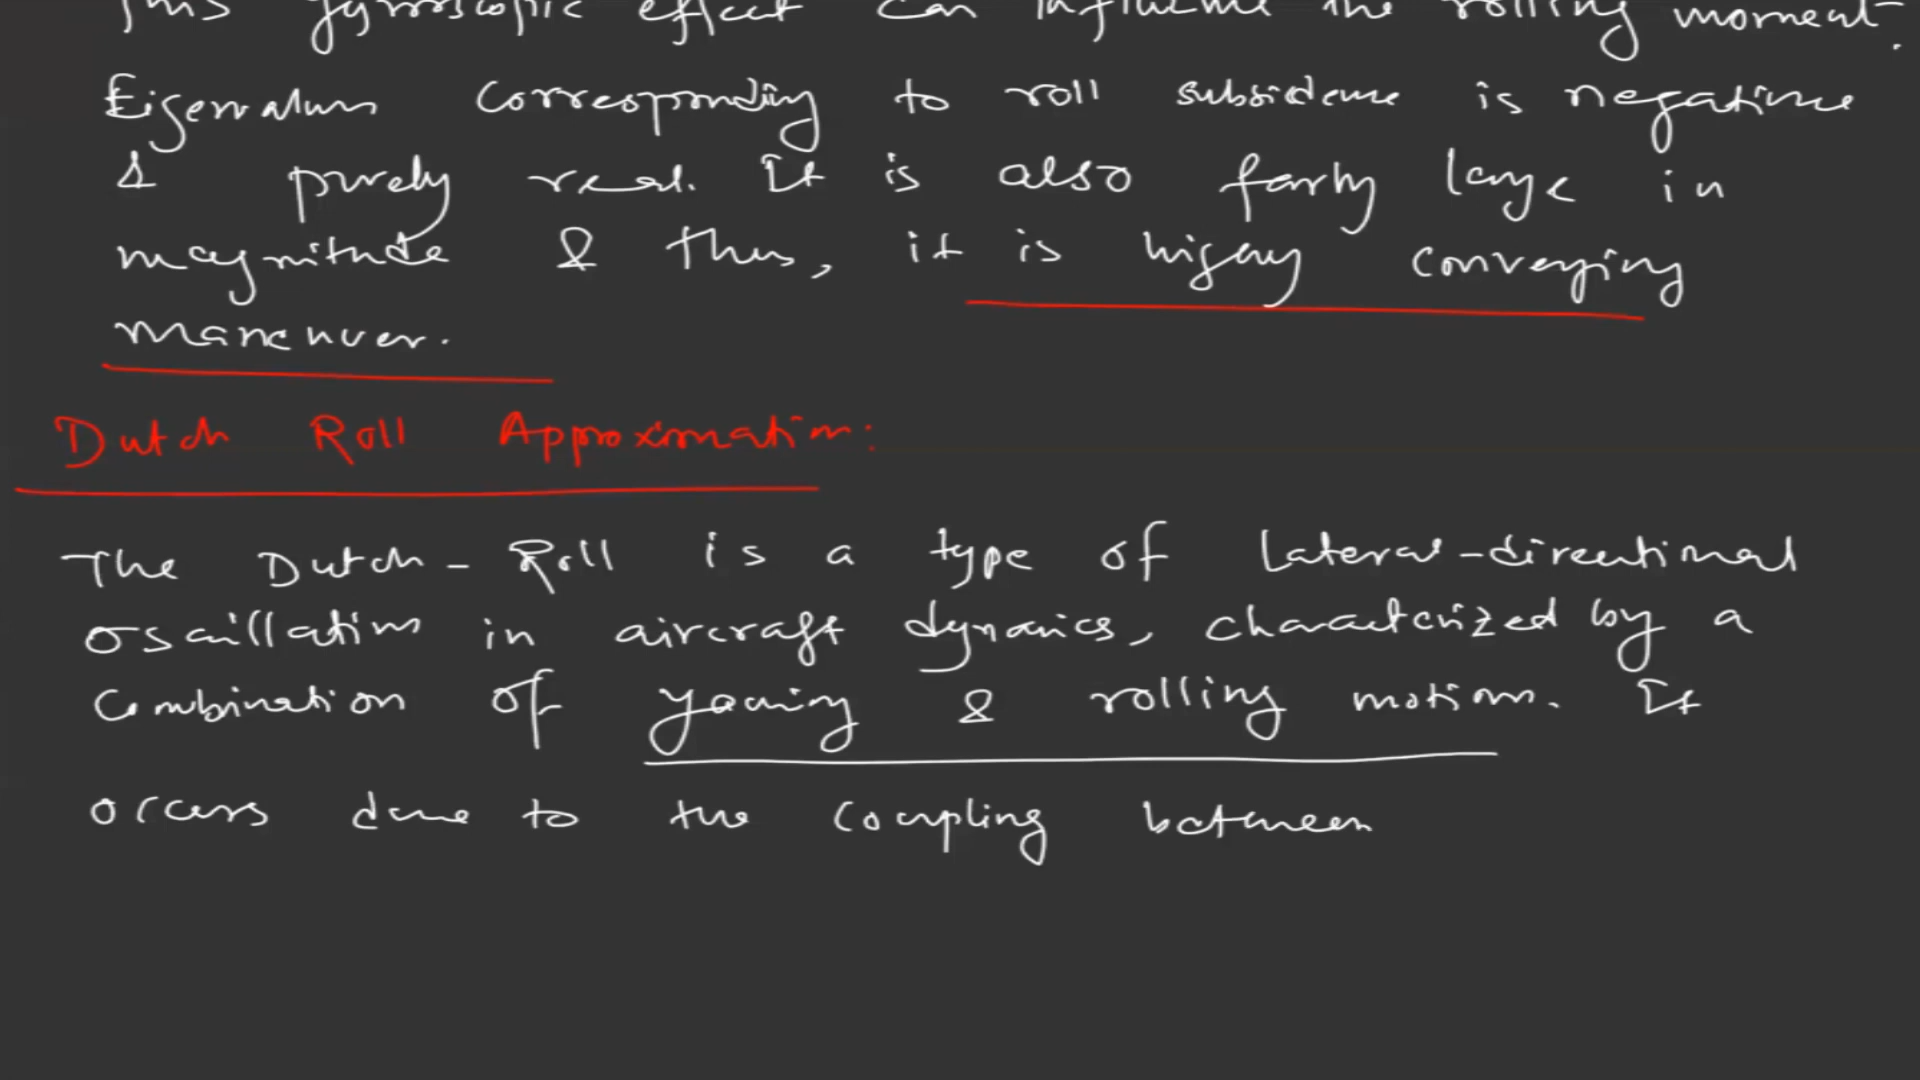 This gyroscopic effect can influence the rolling moment.
Eigenvalues corresponding to roll subsidence is negative
& purely real. It is also fairly large in
magnitude & thus, it is highly converging
maneuver.
Dutch Roll Approximation:
The Dutch-Roll is a type of Lateral-directional
oscillations in aircraft dynamics, characterized by a
combination of yawing & rolling motions. It
occurs due to the coupling between